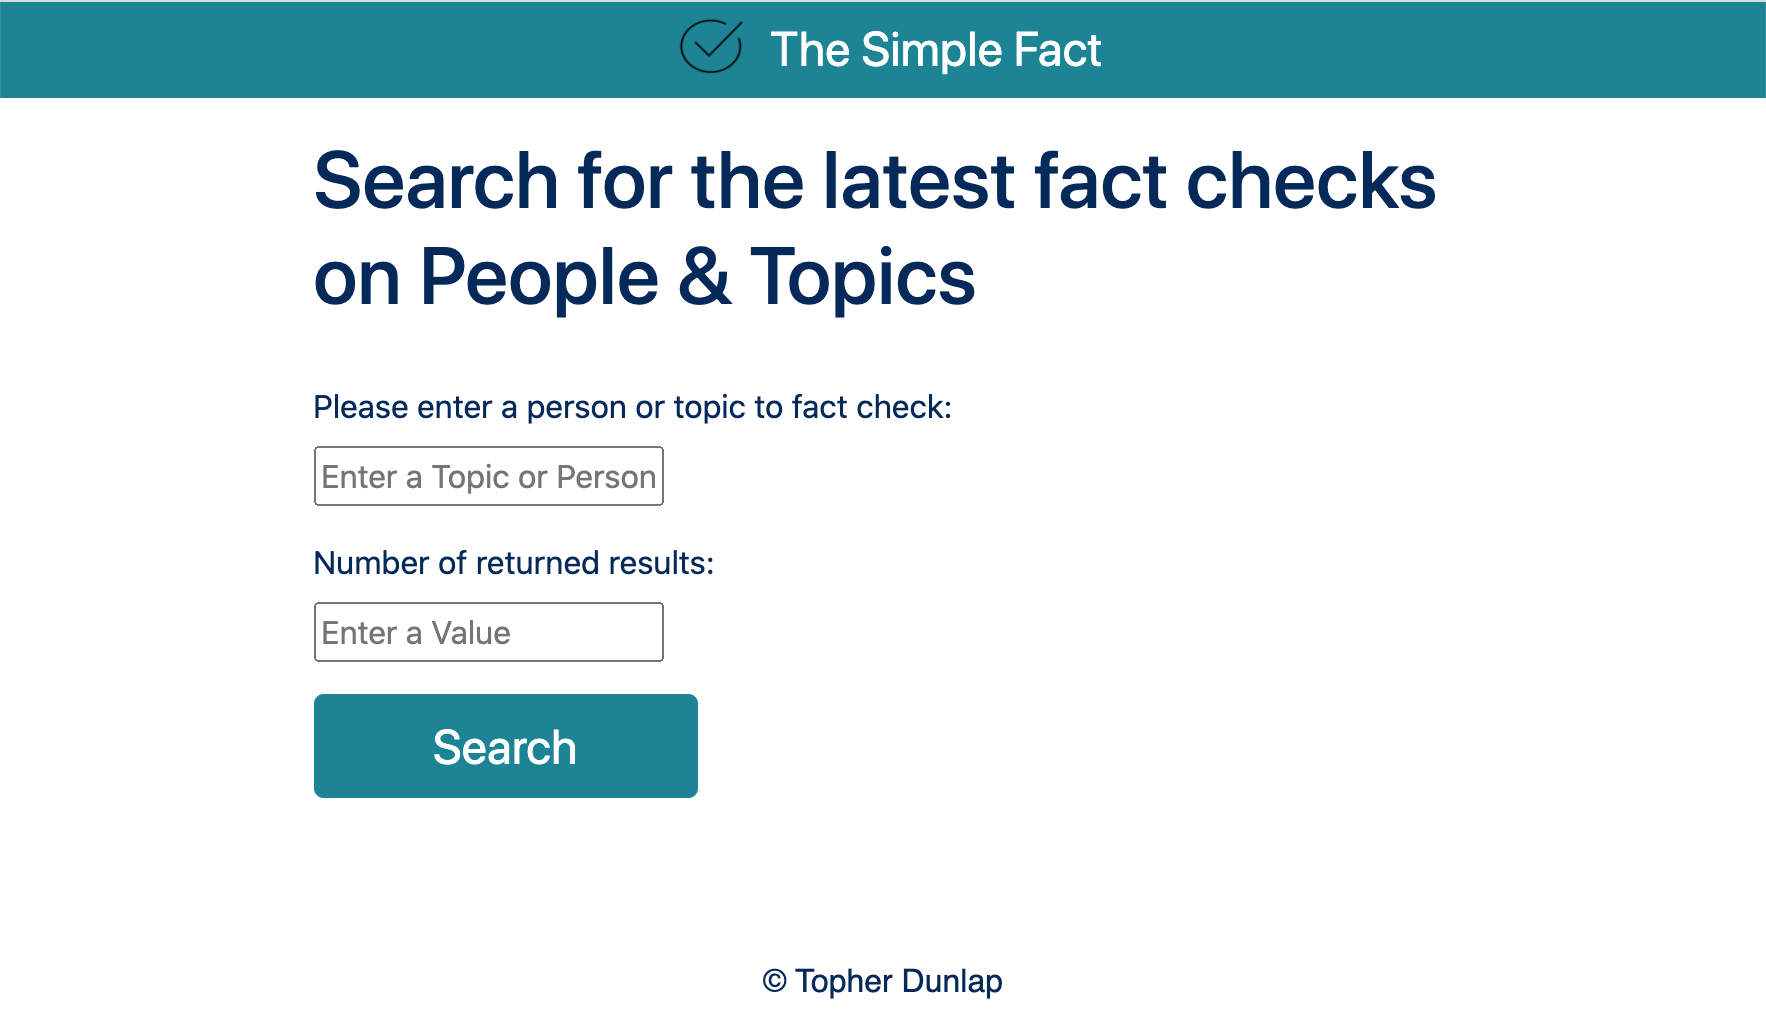 The Simple Fact
Search for the latest fact checks
on People & Topics
Please enter a person or topic to fact check:
Enter a Topic or Person
Number of returned results:
Enter a Value
Search
© Topher Dunlap